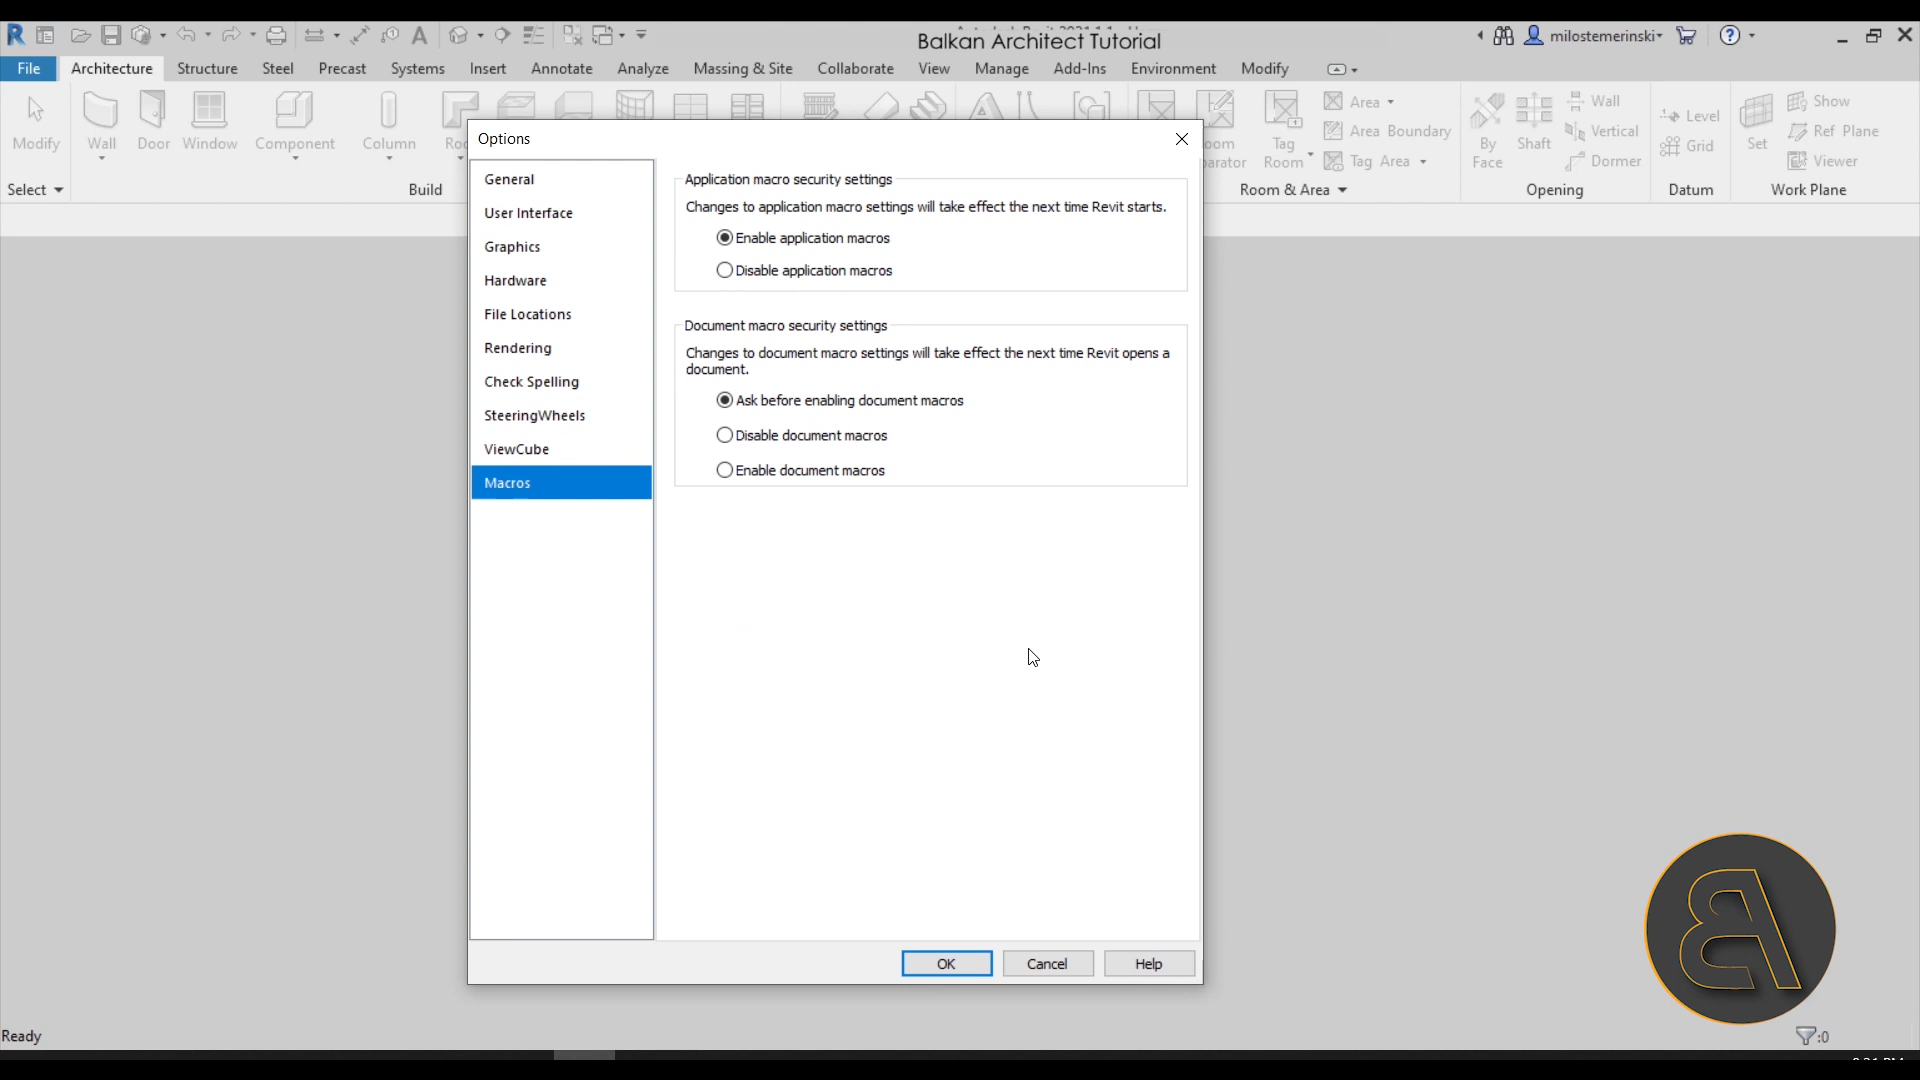 Balkan Architect Tutorial
milostemerinski
File Architecture Structure Steel Precast Systems Insert Annotate Analyze Massing & Site Collaborate View Manage Add-Ins Environment Modify
Modify Wall Door Window Component Column
Tag Room
Area
Area Boundary
Tag Area
By Face
Shaft
Wall
Vertical
Dormer
Level
Grid
Set
Show
Ref Plane
Viewer
Select Build Room & Area Opening Datum Work Plane
Options
General
User Interface
Graphics
Hardware
File Locations
Rendering
Check Spelling
SteeringWheels
ViewCube
Macros
Application macro security settings
Changes to application macro settings will take effect the next time Revit starts.
Enable application macros
Disable application macros
Document macro security settings
Changes to document macro settings will take effect the next time Revit opens a
document.
Ask before enabling document macros
Disable document macros
Enable document macros
OK Cancel Help
Ready
:0